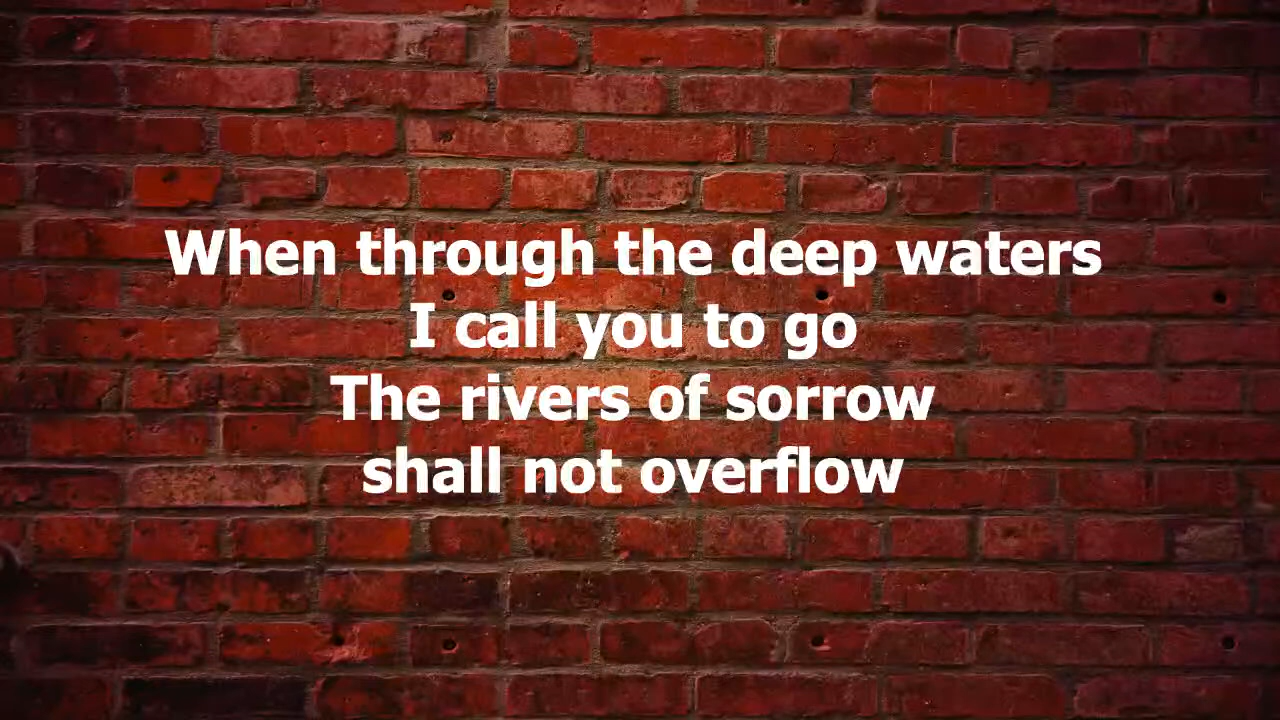 When through the deep waters
I call you to go
The rivers of sorrow
shall not overflow